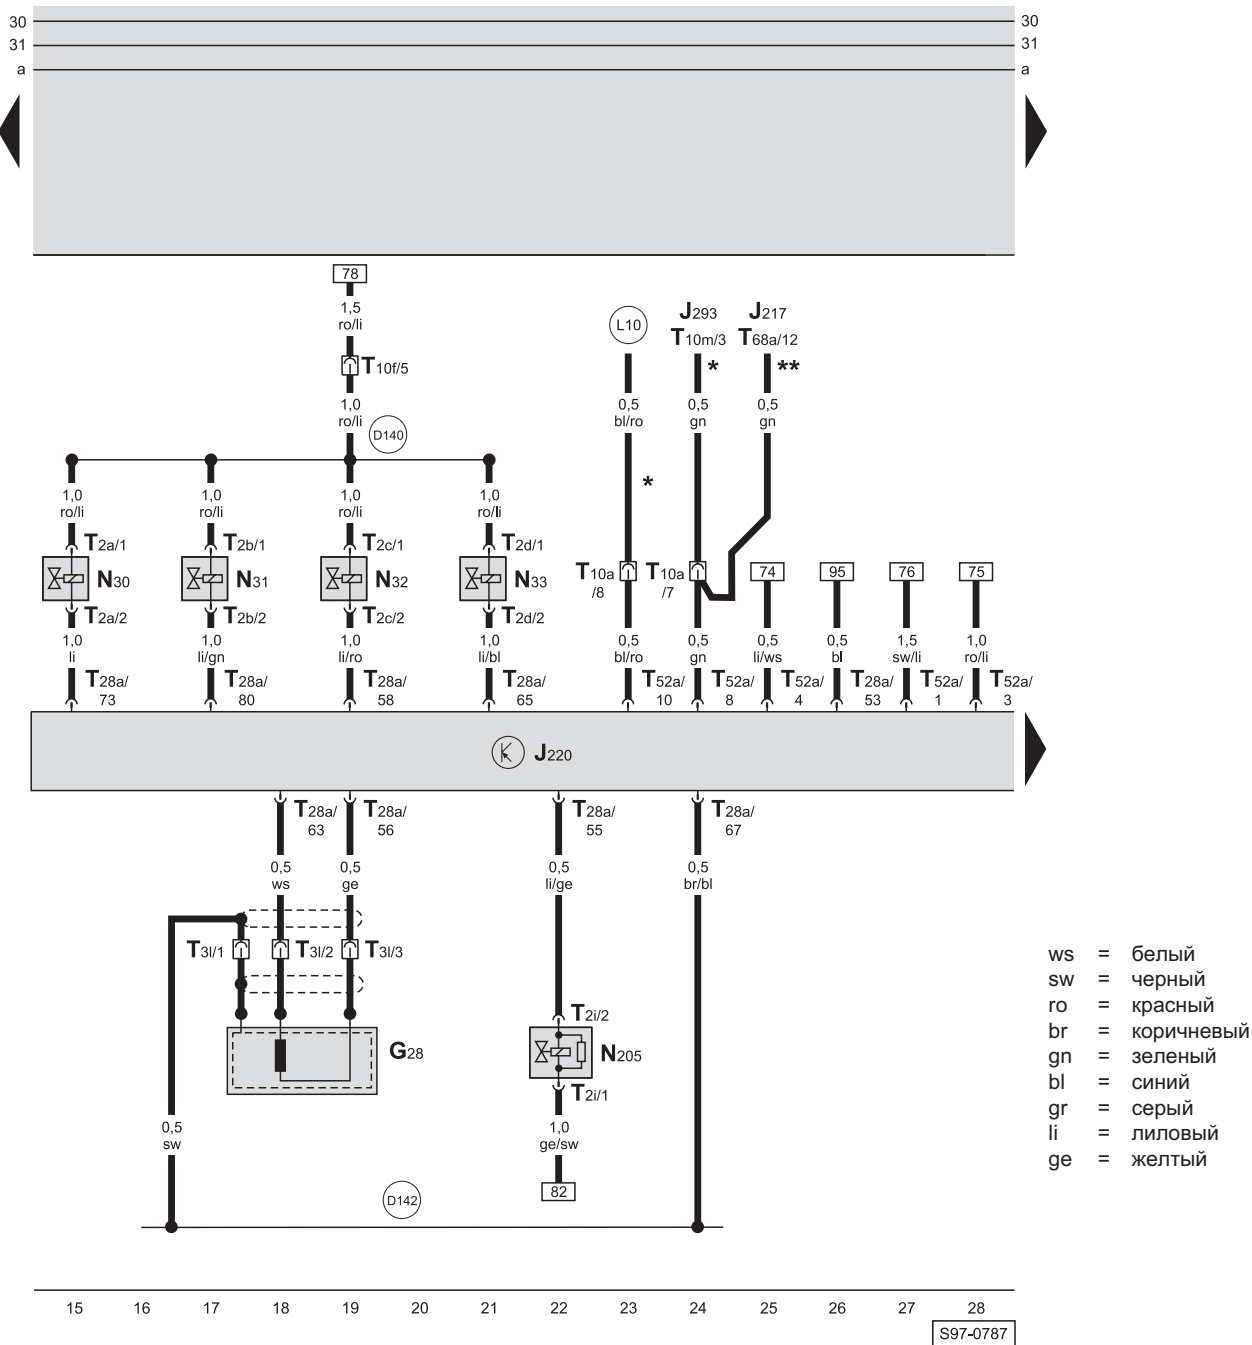 30 30
31 31
a a
78
1,5
ro/li
T10f/5
1,0
ro/li
D140
L10
J293 J217
T10m/3 T68a/12
* **
0,5 0,5 0,5
bl/ro gn gn
*
1,0 1,0 1,0 1,0
ro/li ro/li ro/li ro/li
T2a/1 T2b/1 T2c/1 T2d/1
N30 N31 N32 N33
T10a/8 T10a/7
74 95 76 75
T2a/2 T2b/2 T2c/2 T2d/2
1,0 1,0 1,0 1,0 0,5 0,5 0,5 0,5 1,5 1,0
li li/gn li/ro li/bl bl/ro gn li/ws bl sw/li ro/li
T28a/ T28a/ T28a/ T28a/ T52a/ T52a/ T52a/ T28a/ T52a/ T52a/
73 80 58 65 10 8 4 53 1 3
J220
T28a/ T28a/ T28a/ T28a/
63 56 55 67
0,5 0,5 0,5 0,5
ws ge li/ge br/bl
T3l/1 T3l/2 T3l/3
T2i/2
G28
N205
T2i/1
0,5
sw
1,0
ge/sw
82
D142
ws = белый
sw = черный
ro = красный
br = коричневый
gn = зеленый
bl = синий
gr = серый
li = лиловый
ge = желтый
15 16 17 18 19 20 21 22 23 24 25 26 27 28
S97-0787